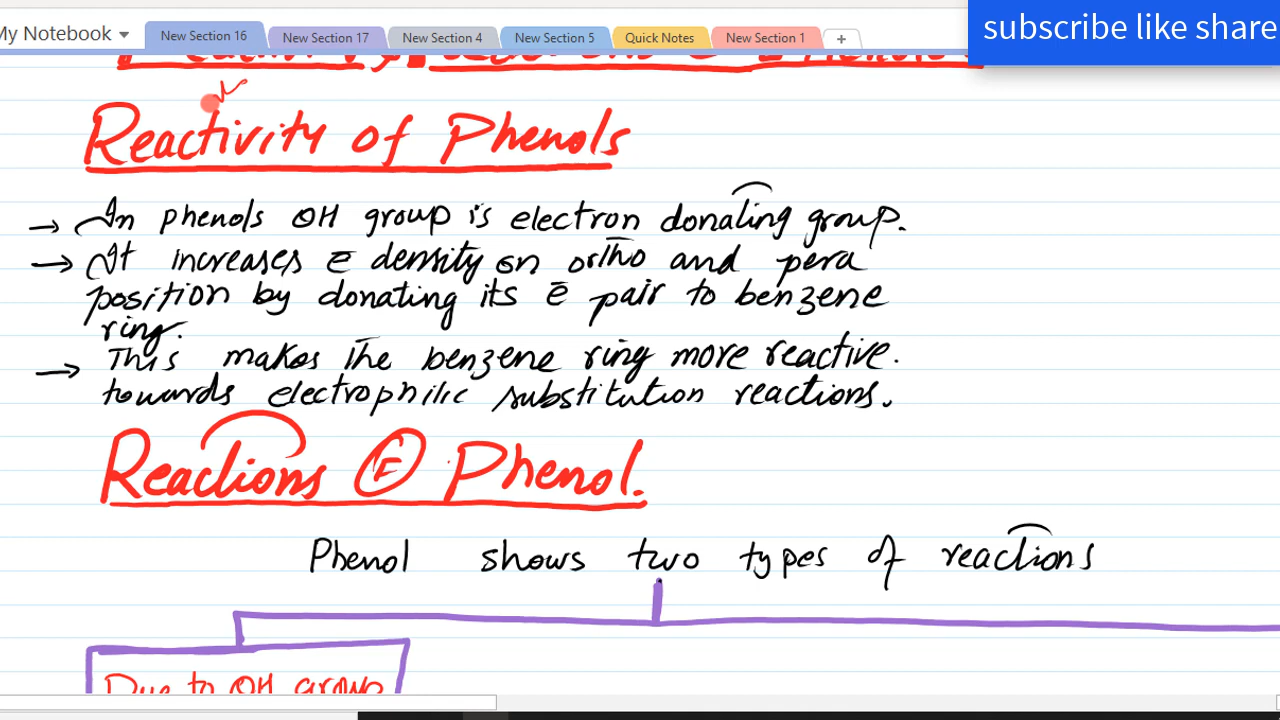 subscribe like share
My Notebook
New Section 16
New Section 17
New Section 4
New Section 5
Quick Notes
New Section 1
+
Reactivity of Phenols
→ In phenols OH group is electron donating group.
→ It increases ē density on ortho and pera
position by donating its ē pair to benzene
ring.
→ This makes the benzene ring more reactive.
towards electrophilic substitution reactions.
Reactions Phenol.
Phenol shows two types of reactions
Due to OH group